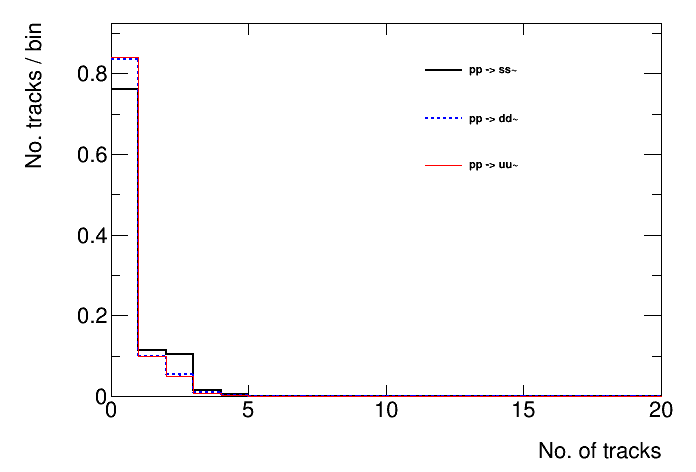 No. tracks / bin
0.8
0.6
0.4
0.2
0
pp -> ss~
pp -> dd~
pp -> uu~
0 5 10 15 20
No. of tracks